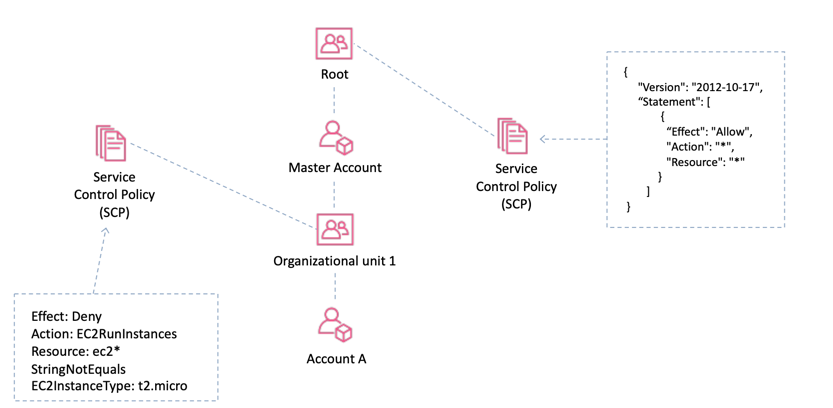 Root
{
"Version": "2012-10-17",
“Statement": [
{
“Effect": "Allow",
"Action": "*",
"Resource": "*"
}
]
}
Master Account
Service
Control Policy
(SCP)
Service
Control Policy
(SCP)
Organizational unit 1
Effect: Deny
Action: EC2RunInstances
Resource: ec2*
StringNotEquals
EC2InstanceType: t2.micro
Account A